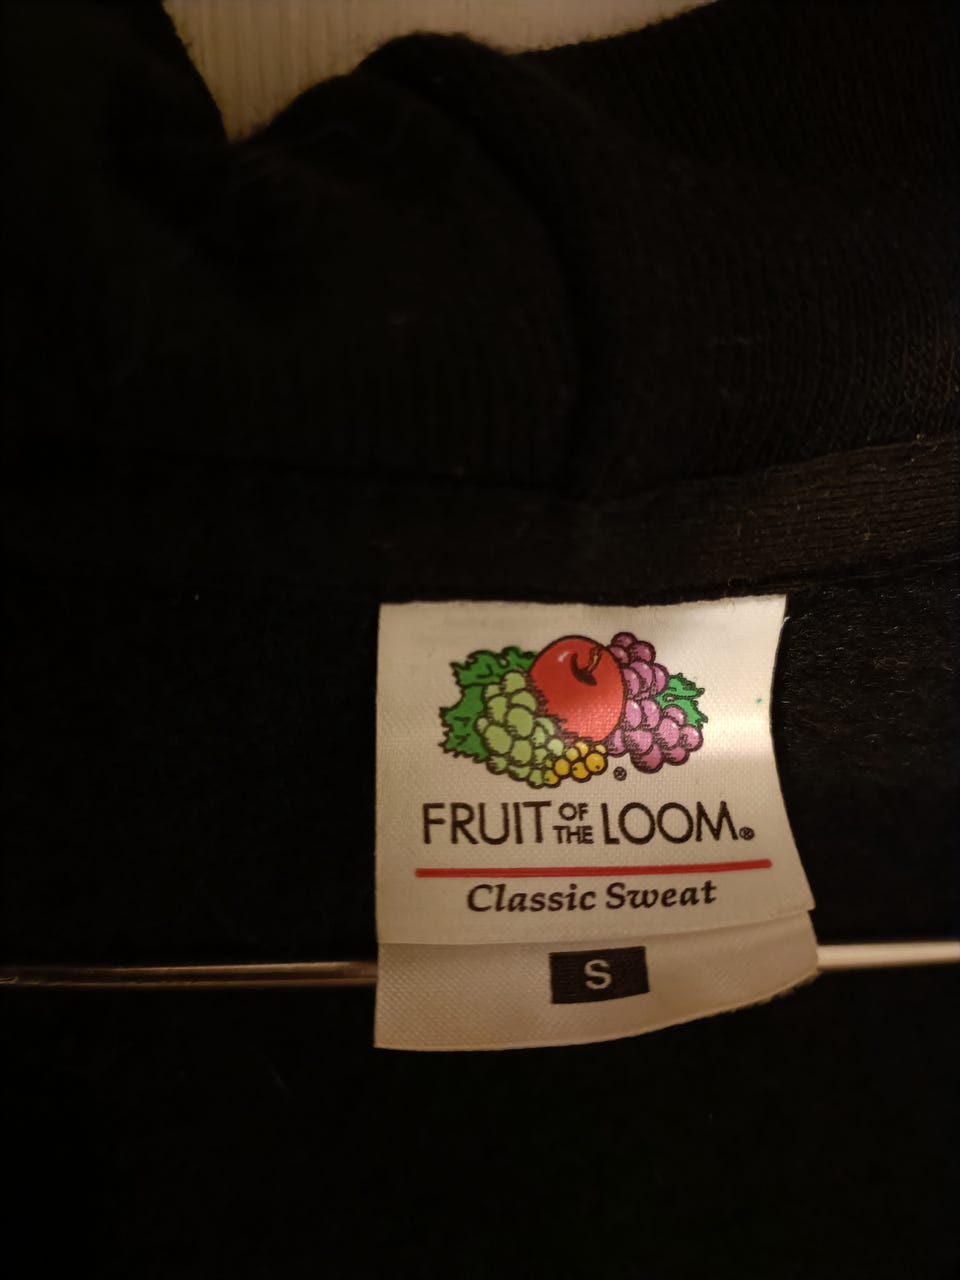 FRUIT OF THE LOOM®
Classic Sweat
S